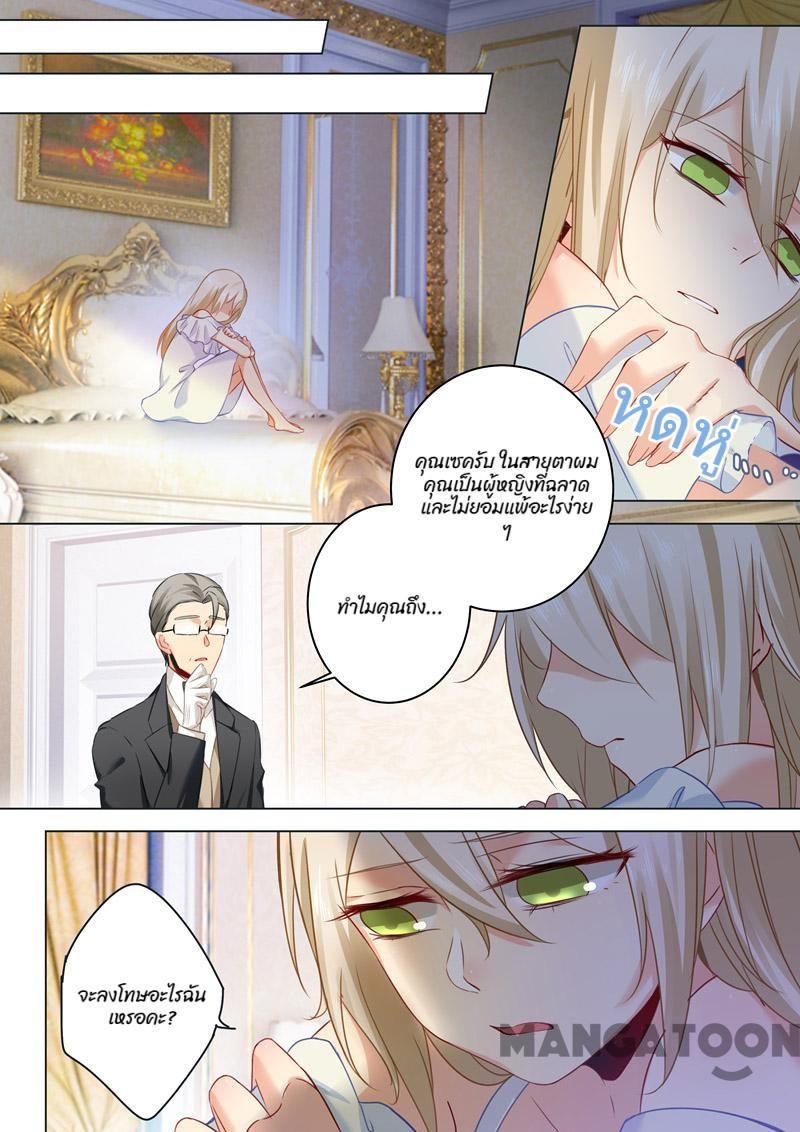 หดหู่.....
คุณเซครับ ในสายตาผม
คุณเป็นผู้หญิงที่ฉลาด
และไม่ยอมแพ้อะไรง่าย
ๆ
ทำไมคุณถึง...
จะลงโทษอะไรฉัน
เหรอคะ?
MANGATOON